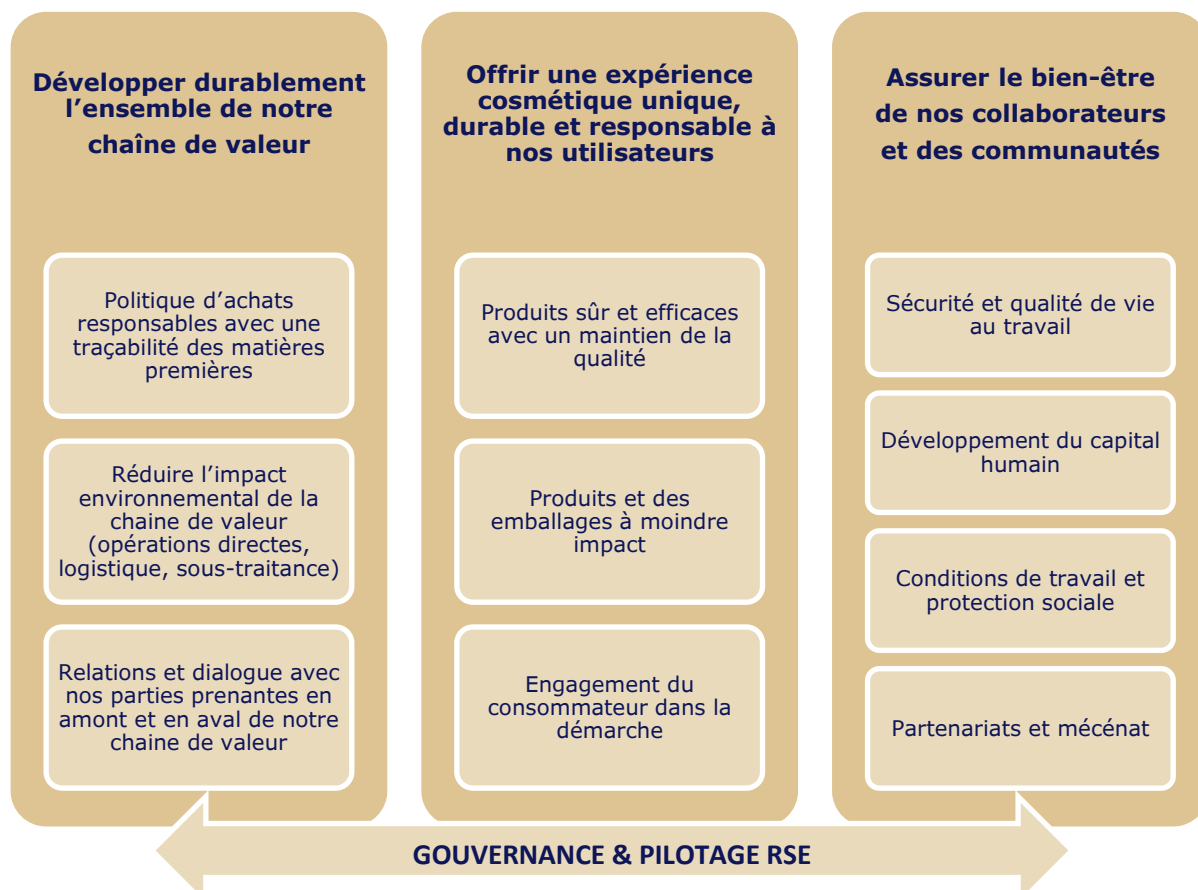 Développer durablement
l’ensemble de notre
chaîne de valeur
Politique d’achats
responsables avec une
traçabilité des matières
premières
Réduire l’impact
environnemental de la
chaine de valeur
(opérations directes,
logistique, sous-traitance)
Relations et dialogue avec
nos parties prenantes en
amont et en aval de notre
chaine de valeur
Offrir une expérience
cosmétique unique,
durable et responsable à
nos utilisateurs
Produits sûr et efficaces
avec un maintien de la
qualité
Produits et des
emballages à moindre
impact
Engagement du
consommateur dans la
démarche
Assurer le bien-être
de nos collaborateurs
et des communautés
Sécurité et qualité de vie
au travail
Développement du capital
humain
Conditions de travail et
protection sociale
Partenariats et mécénat
GOUVERNANCE & PILOTAGE RSE